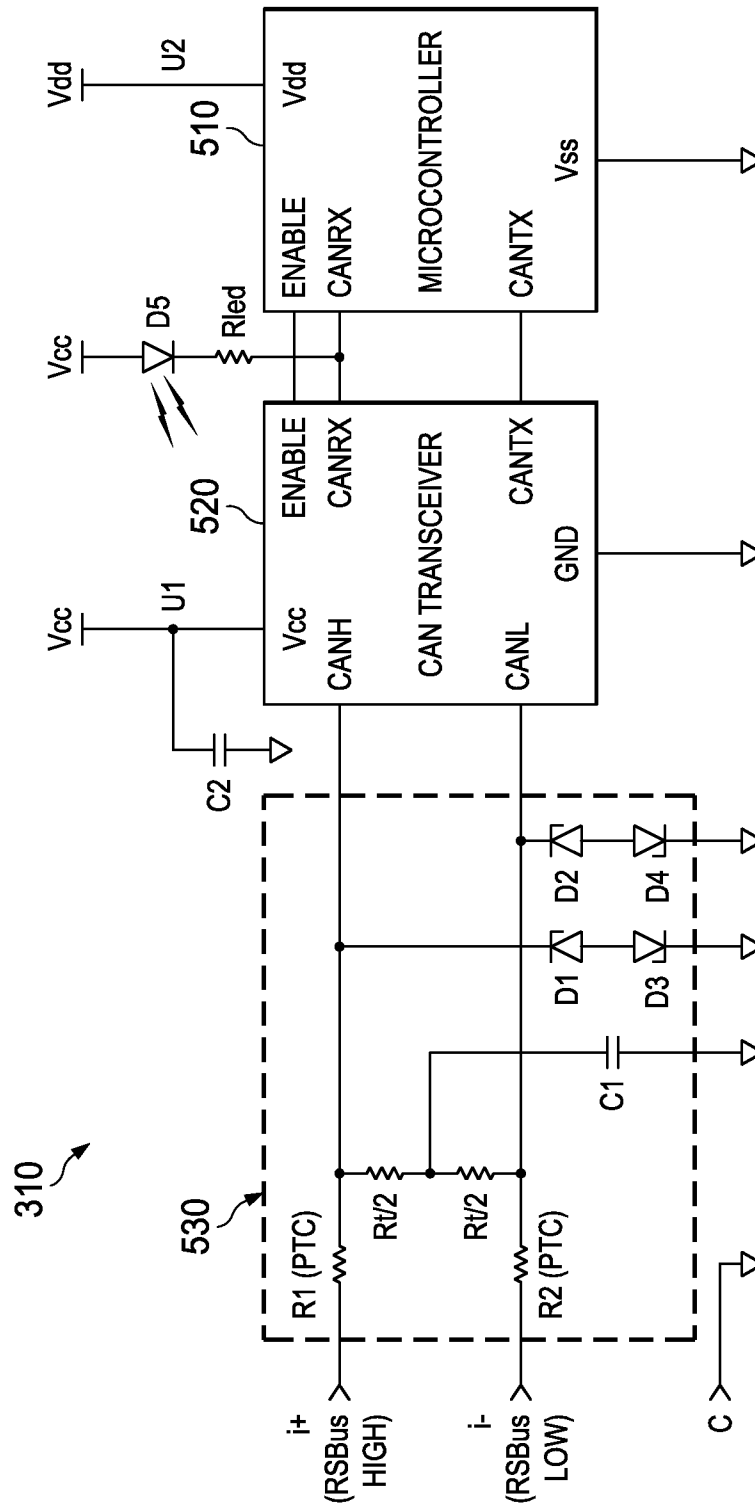 310
530
i+
(RSBus
HIGH)
R1 (PTC)
Rt/2
Rt/2
i-
(RSBus
LOW)
R2 (PTC)
C
C1
D1
D3
D2
D4
C2
Vcc
U1
520
Vcc
CANH
ENABLE
CANRX
CAN TRANSCEIVER
CANL
CANTX
GND
Vcc
D5
Rled
Vdd
U2
510
Vdd
ENABLE
CANRX
MICROCONTROLLER
CANTX
Vss